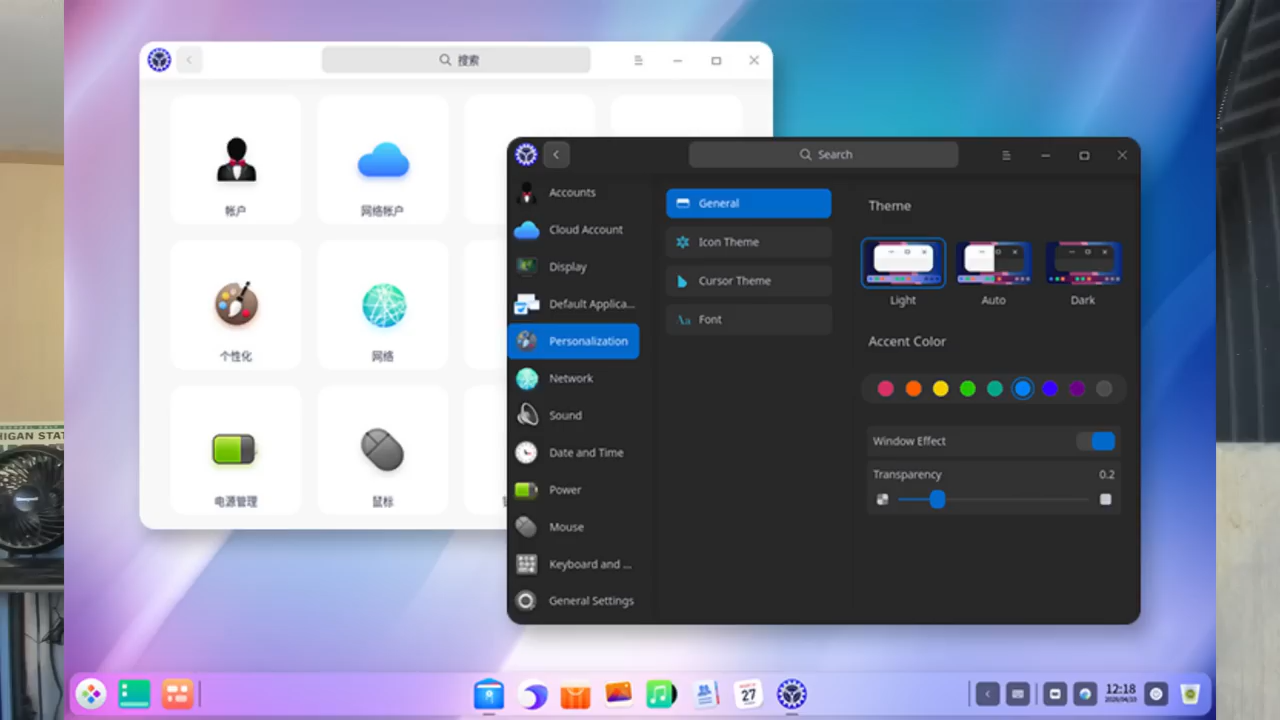 搜索
帐户
网络帐户
个性化
网络
电源管理
鼠标
Search
Accounts
Cloud Account
Display
Default Applica...
Personalization
Network
Sound
Date and Time
Power
Mouse
Keyboard and ...
General Settings
General
Icon Theme
Cursor Theme
Font
Theme
Light
Auto
Dark
Accent Color
Window Effect
Transparency
0.2
HIGAN STAT
27
12:18